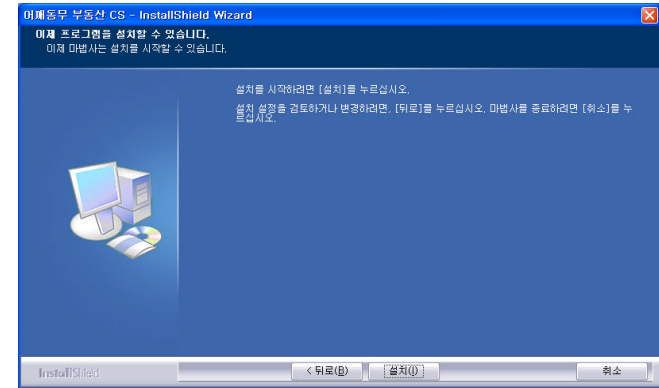 어깨동무 부동산 CS - InstallShield Wizard
이제 프로그램을 설치할 수 있습니다.
이제 마법사는 설치를 시작할 수 있습니다.
설치를 시작하려면 [설치]를 누르십시오.
설치 설정을 검토하거나 변경하려면, [뒤로]를 누르십시오. 마법사를 종료하려면 [취소]를 누
르십시오.
InstallShield
< 뒤로(B)
설치(I)
취소